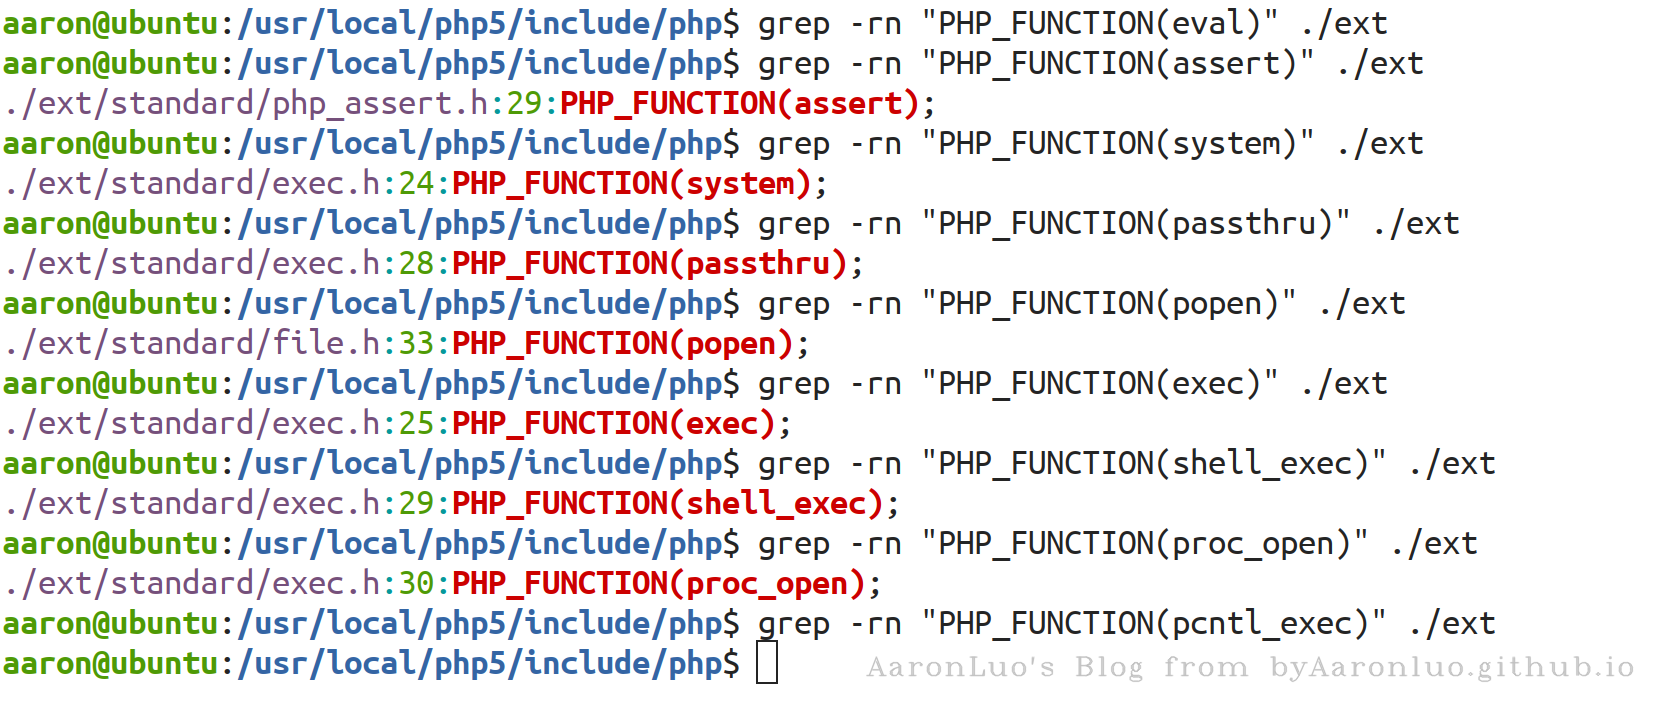 aaron@ubuntu:/usr/local/php5/include/php$ grep -rn "PHP_FUNCTION(eval)" ./ext
aaron@ubuntu:/usr/local/php5/include/php$ grep -rn "PHP_FUNCTION(assert)" ./ext
./ext/standard/php_assert.h:29:PHP_FUNCTION(assert);
aaron@ubuntu:/usr/local/php5/include/php$ grep -rn "PHP_FUNCTION(system)" ./ext
./ext/standard/exec.h:24:PHP_FUNCTION(system);
aaron@ubuntu:/usr/local/php5/include/php$ grep -rn "PHP_FUNCTION(passthru)" ./ext
./ext/standard/exec.h:28:PHP_FUNCTION(passthru);
aaron@ubuntu:/usr/local/php5/include/php$ grep -rn "PHP_FUNCTION(popen)" ./ext
./ext/standard/file.h:33:PHP_FUNCTION(popen);
aaron@ubuntu:/usr/local/php5/include/php$ grep -rn "PHP_FUNCTION(exec)" ./ext
./ext/standard/exec.h:25:PHP_FUNCTION(exec);
aaron@ubuntu:/usr/local/php5/include/php$ grep -rn "PHP_FUNCTION(shell_exec)" ./ext
./ext/standard/exec.h:29:PHP_FUNCTION(shell_exec);
aaron@ubuntu:/usr/local/php5/include/php$ grep -rn "PHP_FUNCTION(proc_open)" ./ext
./ext/standard/exec.h:30:PHP_FUNCTION(proc_open);
aaron@ubuntu:/usr/local/php5/include/php$ grep -rn "PHP_FUNCTION(pcntl_exec)" ./ext
aaron@ubuntu:/usr/local/php5/include/php$
AaronLuo's Blog from byAaronluo.github.io